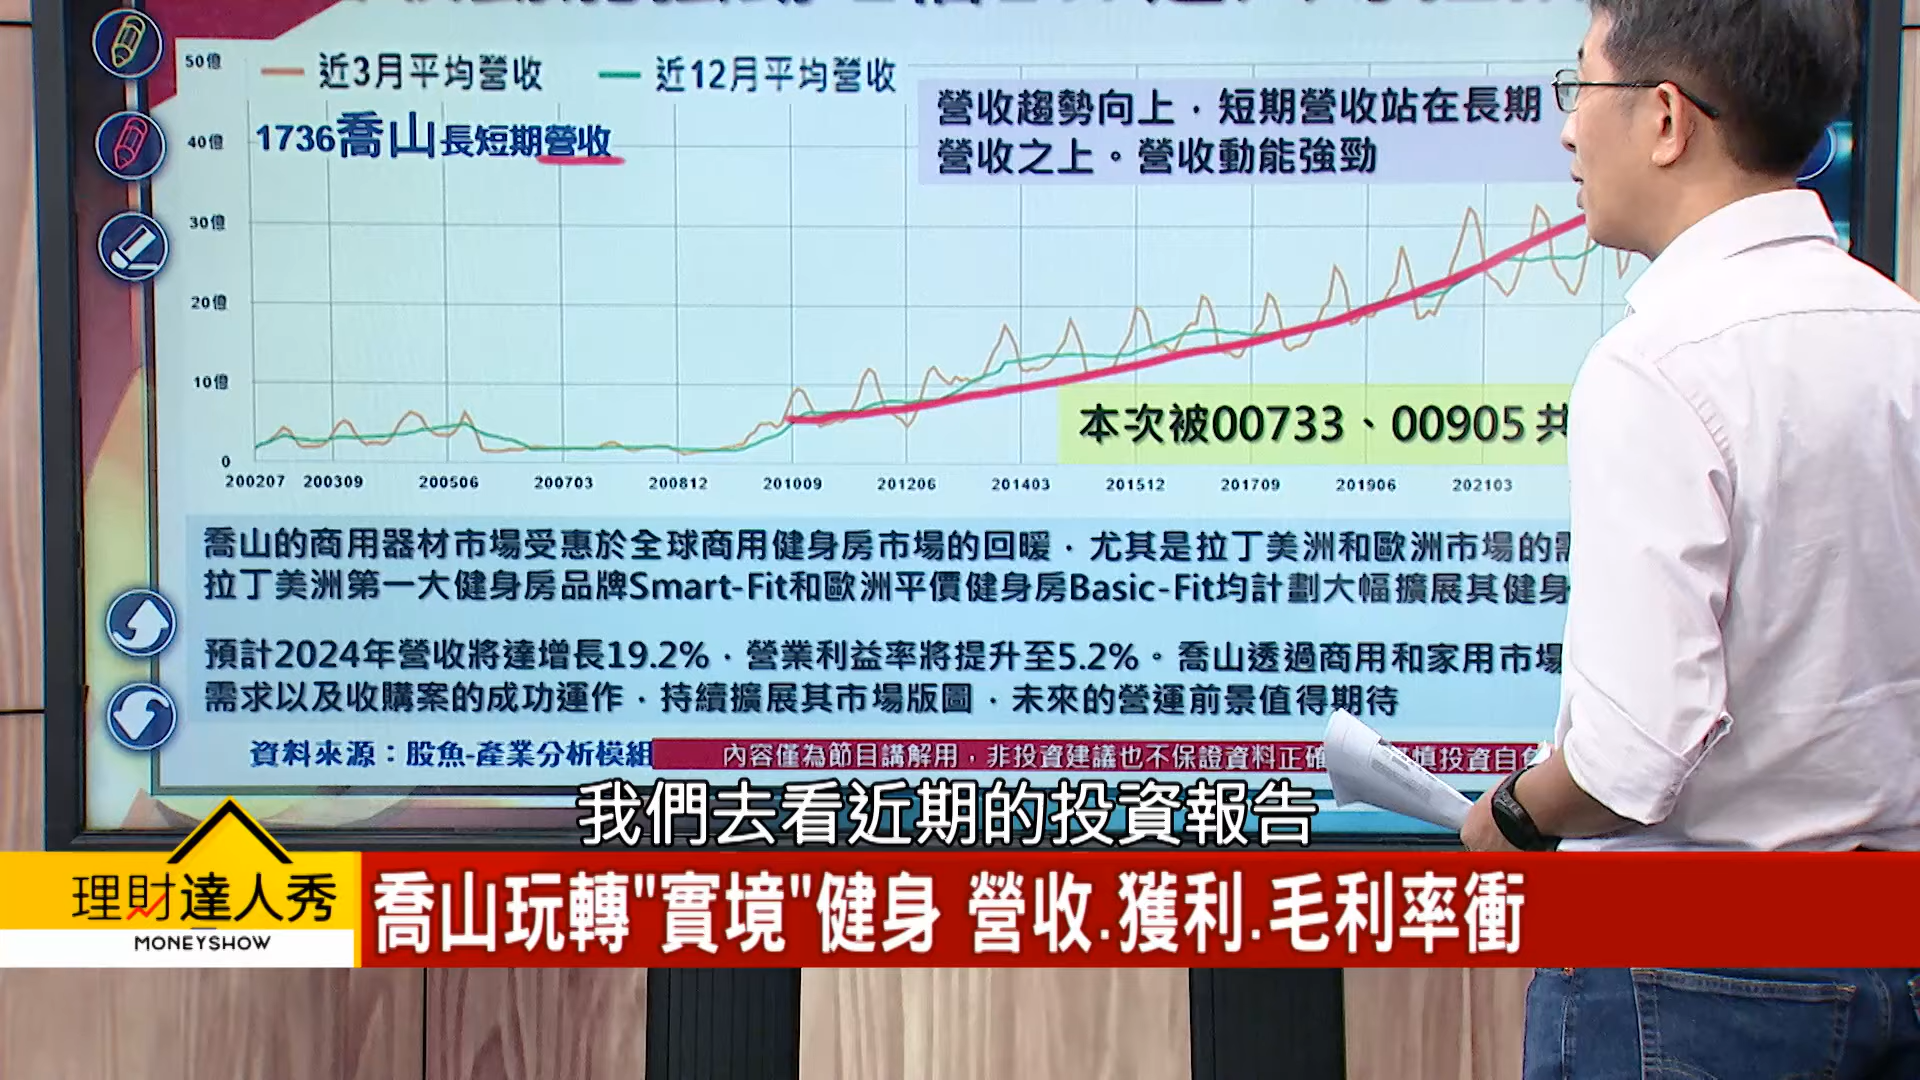 50億
近3月平均營收
近12月平均營收
營收趨勢向上，短期營收站在長期
營收之上。營收動能強勁
40億
1736喬山長短期營收
30億
20億
10億
本次被00733、00905共
0
200207 200309 200506 200703 200812 201009 201206 201403 201512 201709 201906 202103
喬山的商用器材市場受惠於全球商用健身房市場的回暖，尤其是拉丁美洲和歐洲市場的需
拉丁美洲第一大健身房品牌Smart-Fit和歐洲平價健身房Basic-Fit均計劃大幅擴展其健身
預計2024年營收將達增長19.2%，營業利益率將提升至5.2%。喬山透過商用和家用市場
需求以及收購案的成功運作，持續擴展其市場版圖，未來的營運前景值得期待
資料來源：股魚-產業分析模組
內容僅為節目講解用，非投資建議也不保證資料正確
慎投資自負
我們去看近期的投資報告
理財達人秀
MONEYSHOW
喬山玩轉"實境"健身 營收.獲利.毛利率衝